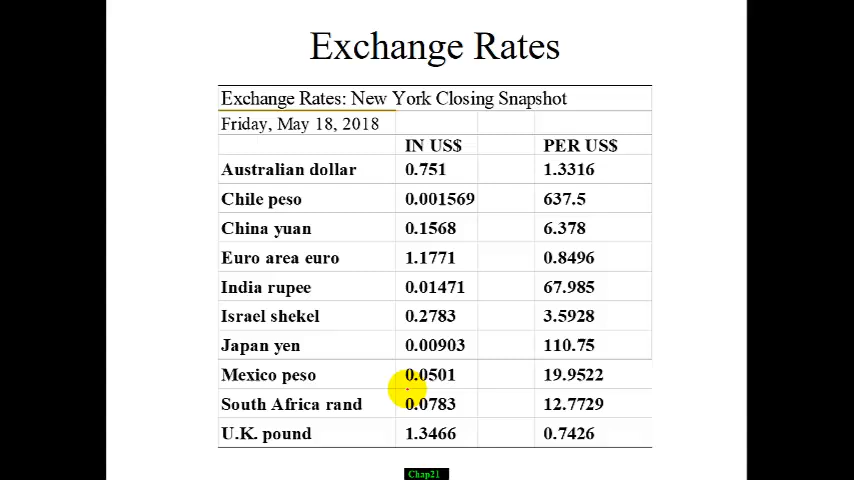 Exchange Rates
Exchange Rates: New York Closing Snapshot
Friday, May 18, 2018
IN US$ PER US$
Australian dollar 0.751 1.3316
Chile peso 0.001569 637.5
China yuan 0.1568 6.378
Euro area euro 1.1771 0.8496
India rupee 0.01471 67.985
Israel shekel 0.2783 3.5928
Japan yen 0.00903 110.75
Mexico peso 0.0501 19.9522
South Africa rand 0.0783 12.7729
U.K. pound 1.3466 0.7426
Chap21